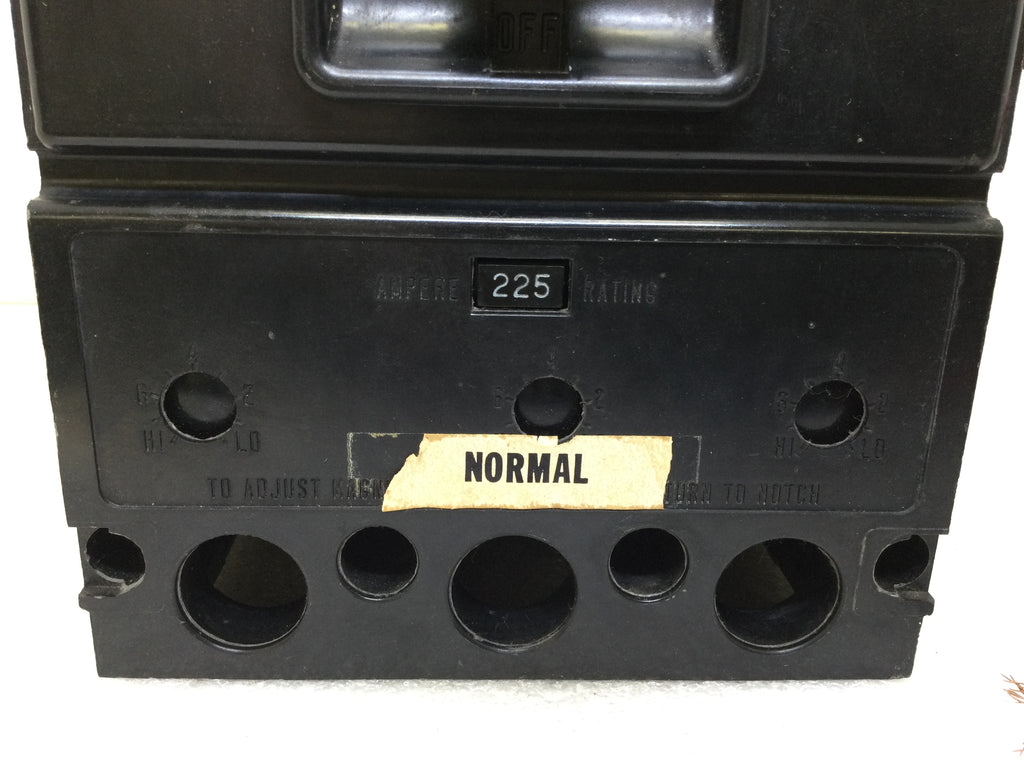 OFF
AMPERE 225 RATING
4 4 4
6 2 6 2 6 2
HI LO HI LO
NORMAL
TO ADJUST TURN TO NOTCH